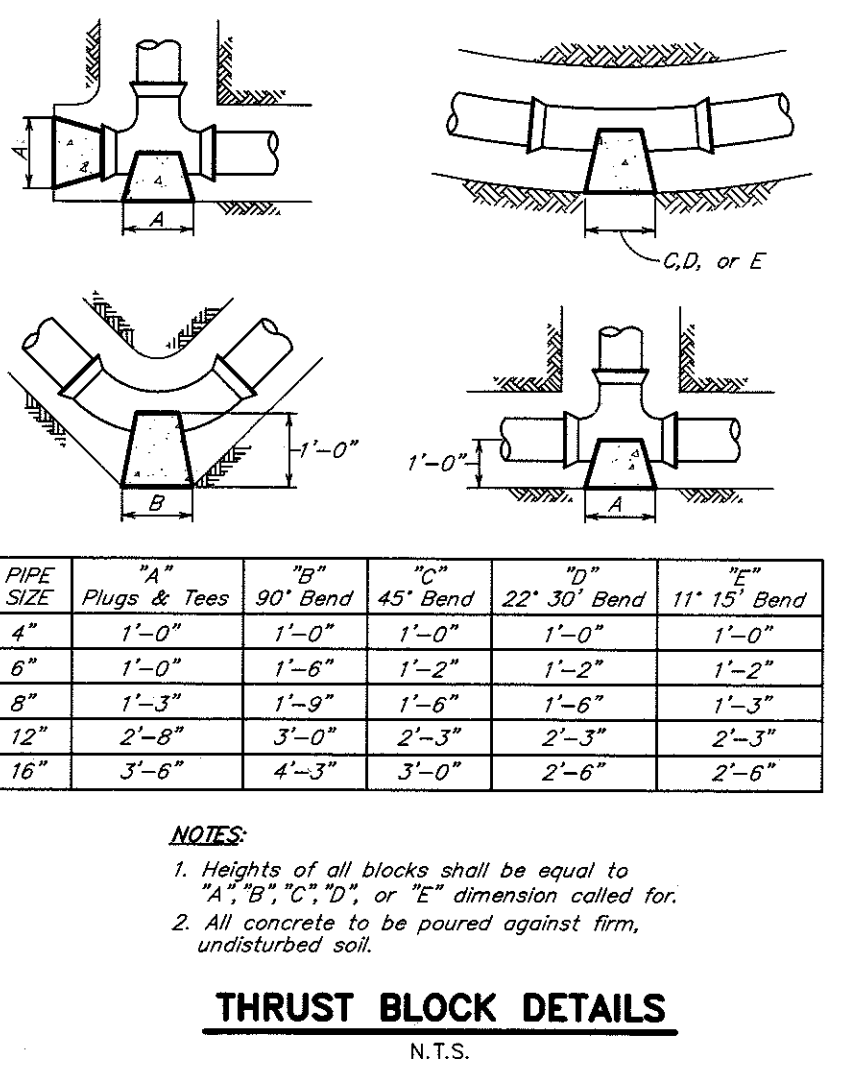 A
A
C,D, or E
1'-0"
B
1'-0"
A
PIPE SIZE "A" Plugs & Tees "B" 90° Bend "C" 45° Bend "D" 22° 30' Bend "E" 11° 15' Bend
4" 1'-0" 1'-0" 1'-0" 1'-0" 1'-0"
6" 1'-0" 1'-6" 1'-2" 1'-2" 1'-2"
8" 1'-3" 1'-9" 1'-6" 1'-6" 1'-3"
12" 2'-8" 3'-0" 2'-3" 2'-3" 2'-3"
16" 3'-6" 4'-3" 3'-0" 2'-6" 2'-6"
NOTES:
1. Heights of all blocks shall be equal to
"A","B","C","D", or "E" dimension called for.
2. All concrete to be poured against firm,
undisturbed soil.
THRUST BLOCK DETAILS
N.T.S.